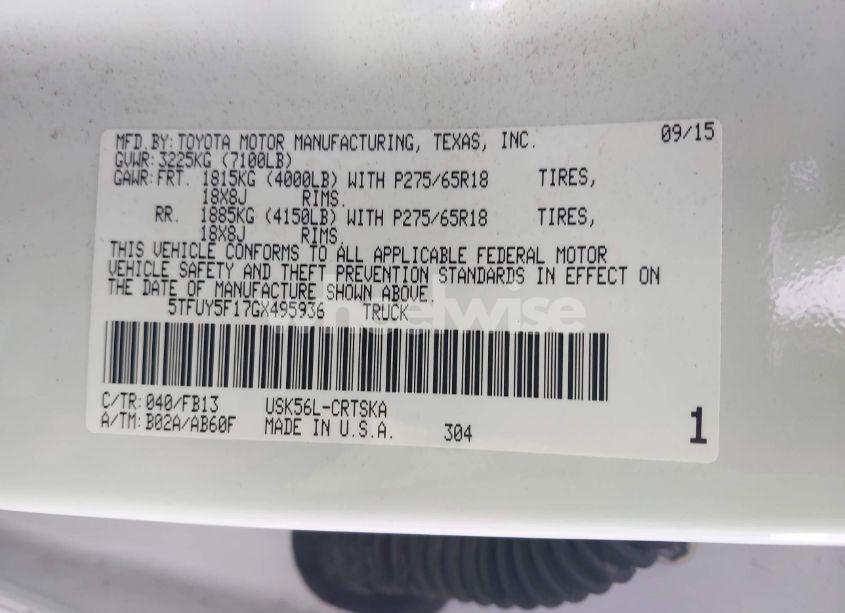 MFD.BY:TOYOTA MOTOR MANUFACTURING, TEXAS, INC. 09/15
GVWR:3225KG (7100LB)
GAWR:FRT. 1815KG (4000LB) WITH P275/65R18 TIRES,
18X8J RIMS.
RR. 1885KG (4150LB) WITH P275/65R18 TIRES,
18X8J RIMS.
THIS VEHICLE CONFORMS TO ALL APPLICABLE FEDERAL MOTOR
VEHICLE SAFETY AND THEFT PREVENTION STANDARDS IN EFFECT ON
THE DATE OF MANUFACTURE SHOWN ABOVE.
5TFUY5F17GX495936 TRUCK
C/TR:040/FB13 USK56L-CRTSKA
A/TM:B02A/AB60F MADE IN U.S.A. 304 1